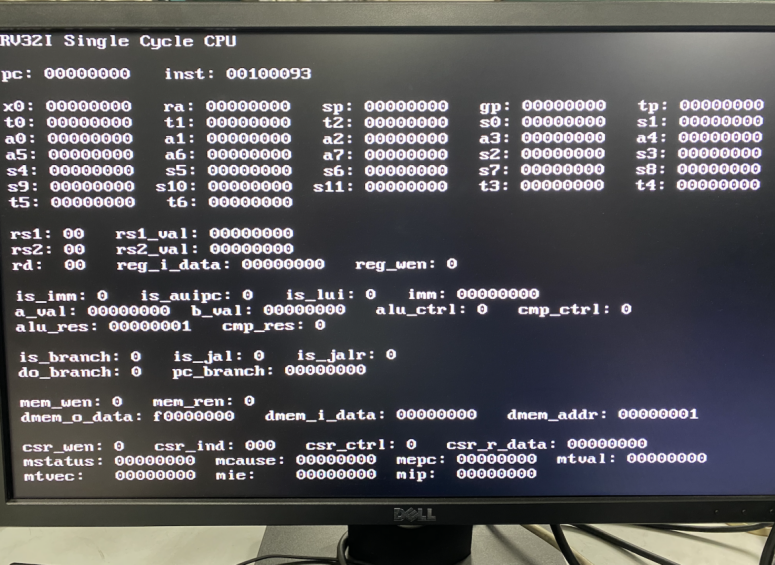 RV32I Single Cycle CPU
pc: 00000000 inst: 00100093
x0: 00000000 ra: 00000000 sp: 00000000 gp: 00000000 tp: 00000000
t0: 00000000 t1: 00000000 t2: 00000000 s0: 00000000 s1: 00000000
a0: 00000000 a1: 00000000 a2: 00000000 a3: 00000000 a4: 00000000
a5: 00000000 a6: 00000000 a7: 00000000 s2: 00000000 s3: 00000000
s4: 00000000 s5: 00000000 s6: 00000000 s7: 00000000 s8: 00000000
s9: 00000000 s10: 00000000 s11: 00000000 t3: 00000000 t4: 00000000
t5: 00000000 t6: 00000000
rs1: 00 rs1_val: 00000000
rs2: 00 rs2_val: 00000000
rd: 00 reg_i_data: 00000000 reg_wen: 0
is_imm: 0 is_auipc: 0 is_lui: 0 imm: 00000000
a_val: 00000000 b_val: 00000000 alu_ctrl: 0 cmp_ctrl: 0
alu_res: 00000001 cmp_res: 0
is_branch: 0 is_jal: 0 is_jalr: 0
do_branch: 0 pc_branch: 00000000
mem_wen: 0 mem_ren: 0
dmem_o_data: f0000000 dmem_i_data: 00000000 dmem_addr: 00000001
csr_wen: 0 csr_ind: 000 csr_ctrl: 0 csr_r_data: 00000000
mstatus: 00000000 mcause: 00000000 mepc: 00000000 mtval: 00000000
mtvec: 00000000 mie: 00000000 mip: 00000000
DELL